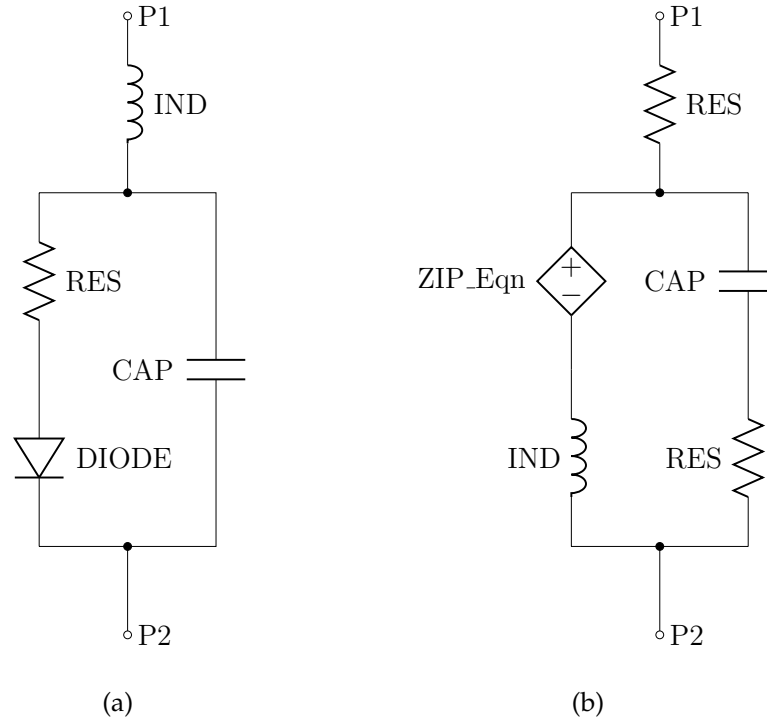 P1
IND
RES
CAP
DIODE
P2
(a)
P1
RES
ZIP_Eqn
+
−
CAP
IND
RES
P2
(b)